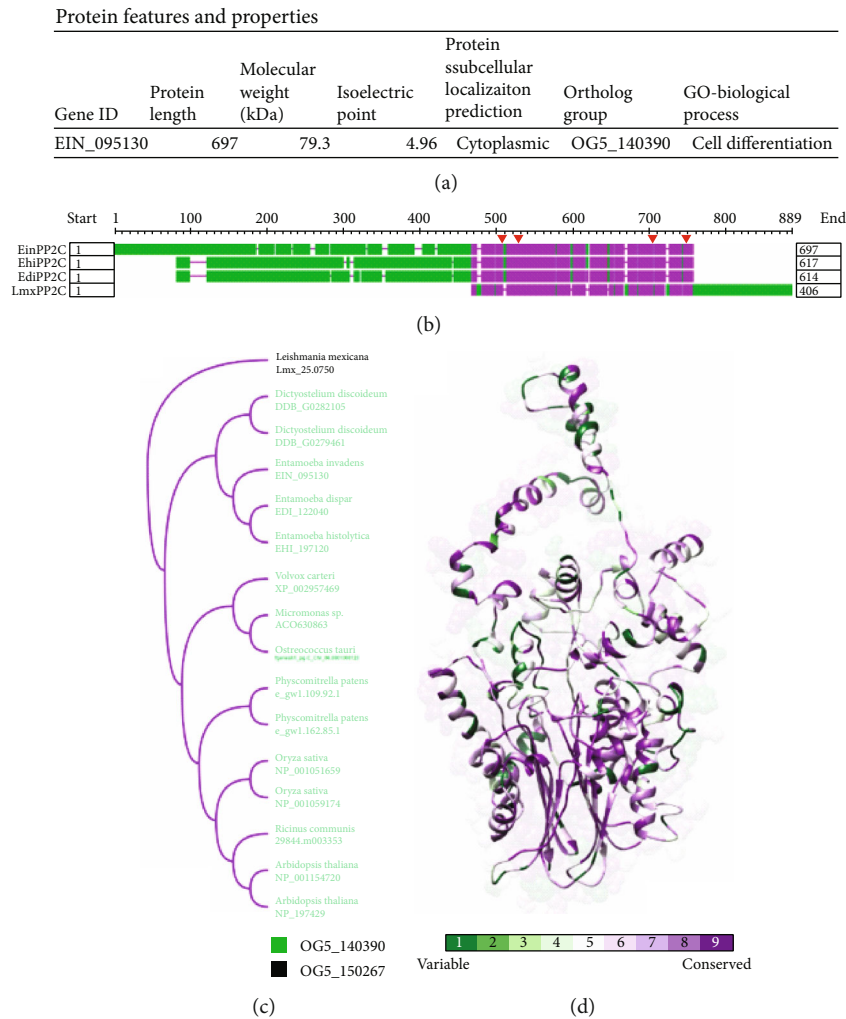 Protein features and properties
Gene ID Protein length Molecular weight (kDa) Isoelectric point Protein ssubcellular localizaiton prediction Ortholog group GO-biological process
EIN_095130 697 79.3 4.96 Cytoplasmic OG5_140390 Cell differentiation
(a)
Start 1 100 200 300 400 500 600 700 800 889 End
EinPP2C 1 697
EhiPP2C 1 617
EdiPP2C 1 614
LmxPP2C 1 406
(b)
Leishmania mexicana
Lmx_25.0750
Dictyostelium discoideum
DDB_G0282105
Dictyostelium discoideum
DDB_G0279461
Entamoeba invadens
EIN_095130
Entamoeba dispar
EDI_122040
Entamoeba histolytica
EHI_197120
Volvox carteri
XP_002957469
Micromonas sp.
ACO630863
Ostreococcus tauri
Physcomitrella patens
e_gw1.109.92.1
Physcomitrella patens
e_gw1.162.85.1
Oryza sativa
NP_001051659
Oryza sativa
NP_001059174
Ricinus communis
29844.m003353
Arbidopsis thaliana
NP_001154720
Arbidopsis thaliana
NP_197429
OG5_140390
OG5_150267
(c)
1 2 3 4 5 6 7 8 9
Variable Conserved
(d)